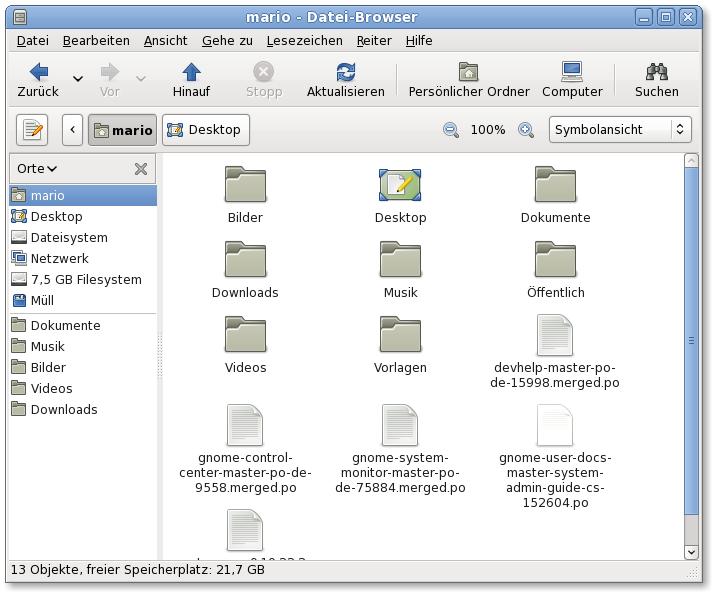 mario - Datei-Browser
Datei Bearbeiten Ansicht Gehe zu Lesezeichen Reiter Hilfe
Zurück Vor Hinauf Stopp Aktualisieren Persönlicher Ordner Computer Suchen
mario Desktop 100% Symbolansicht
Orte
mario
Desktop
Dateisystem
Netzwerk
7,5 GB Filesystem
Müll
Dokumente
Musik
Bilder
Videos
Downloads
Bilder
Desktop
Dokumente
Downloads
Musik
Öffentlich
Videos
Vorlagen
devhelp-master-po-
de-15998.merged.po
gnome-control-
center-master-po-de-
9558.merged.po
gnome-system-
monitor-master-po-
de-75884.merged.po
gnome-user-docs-
master-system-
admin-guide-cs-
152604.po
13 Objekte, freier Speicherplatz: 21,7 GB